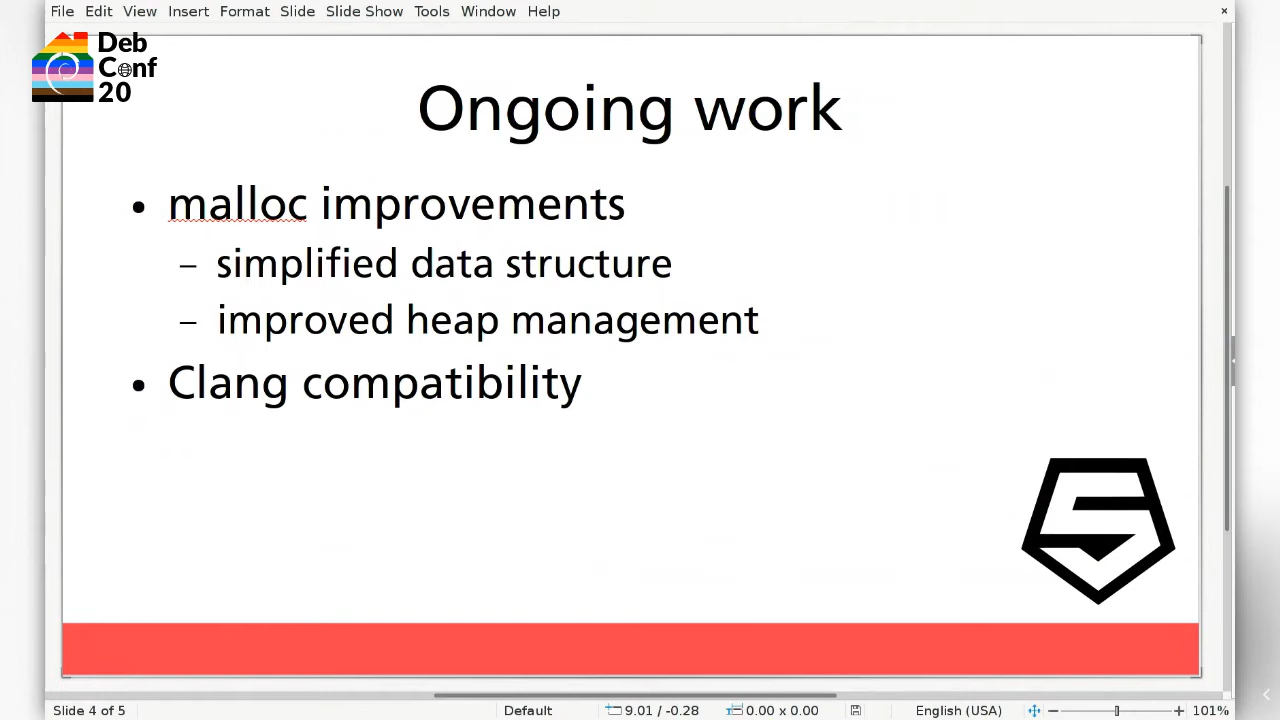 File Edit View Insert Format Slide Slide Show Tools Window Help ×
Deb
Conf
20
Ongoing work
• malloc improvements
– simplified data structure
– improved heap management
• Clang compatibility
Slide 4 of 5 Default 9.01 / -0.28 0.00 x 0.00 English (USA) 101%